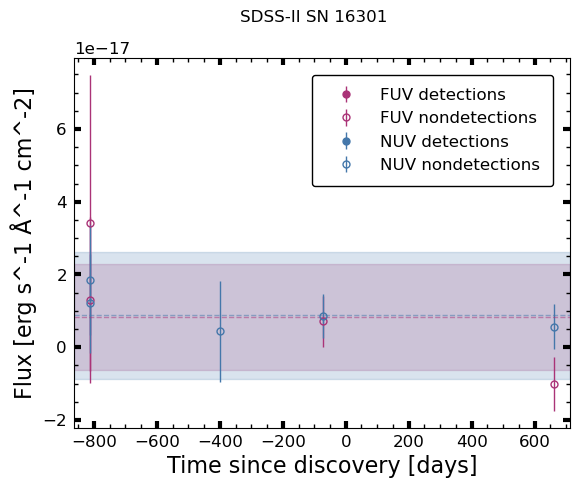 SDSS-II SN 16301
1e−17
FUV detections
FUV nondetections
NUV detections
NUV nondetections
6
4
2
0
−2
Flux [erg s^-1 Å^-1 cm^-2]
−800 −600 −400 −200 0 200 400 600
Time since discovery [days]